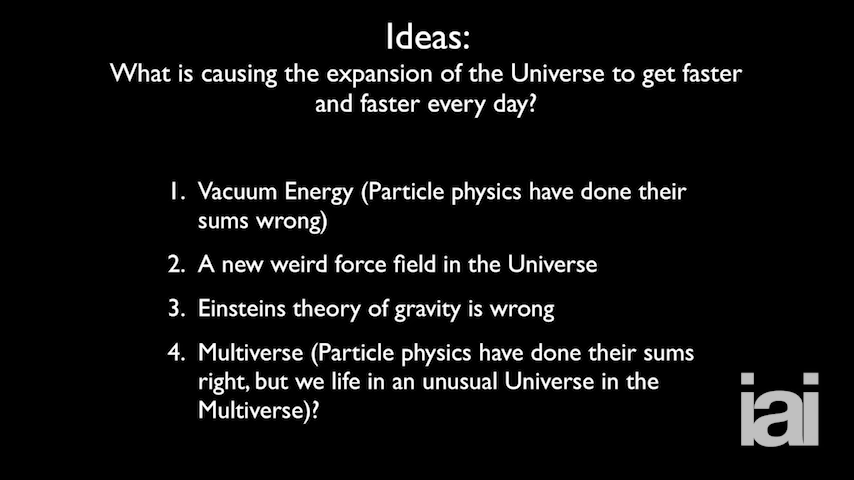 Ideas:
What is causing the expansion of the Universe to get faster
and faster every day?
1. Vacuum Energy (Particle physics have done their
sums wrong)
2. A new weird force field in the Universe
3. Einsteins theory of gravity is wrong
4. Multiverse (Particle physics have done their sums
right, but we life in an unusual Universe in the
Multiverse)?
iai